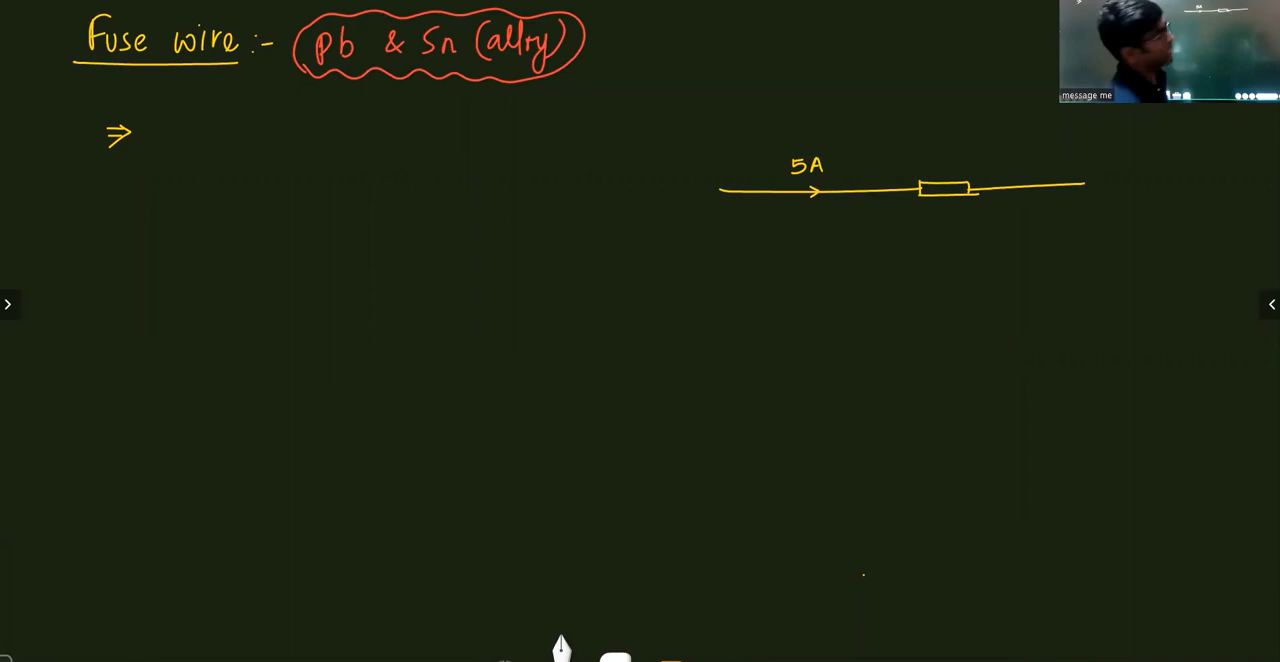 Fuse wire :- (Pb & Sn (alloy))
⇒
5A
message me